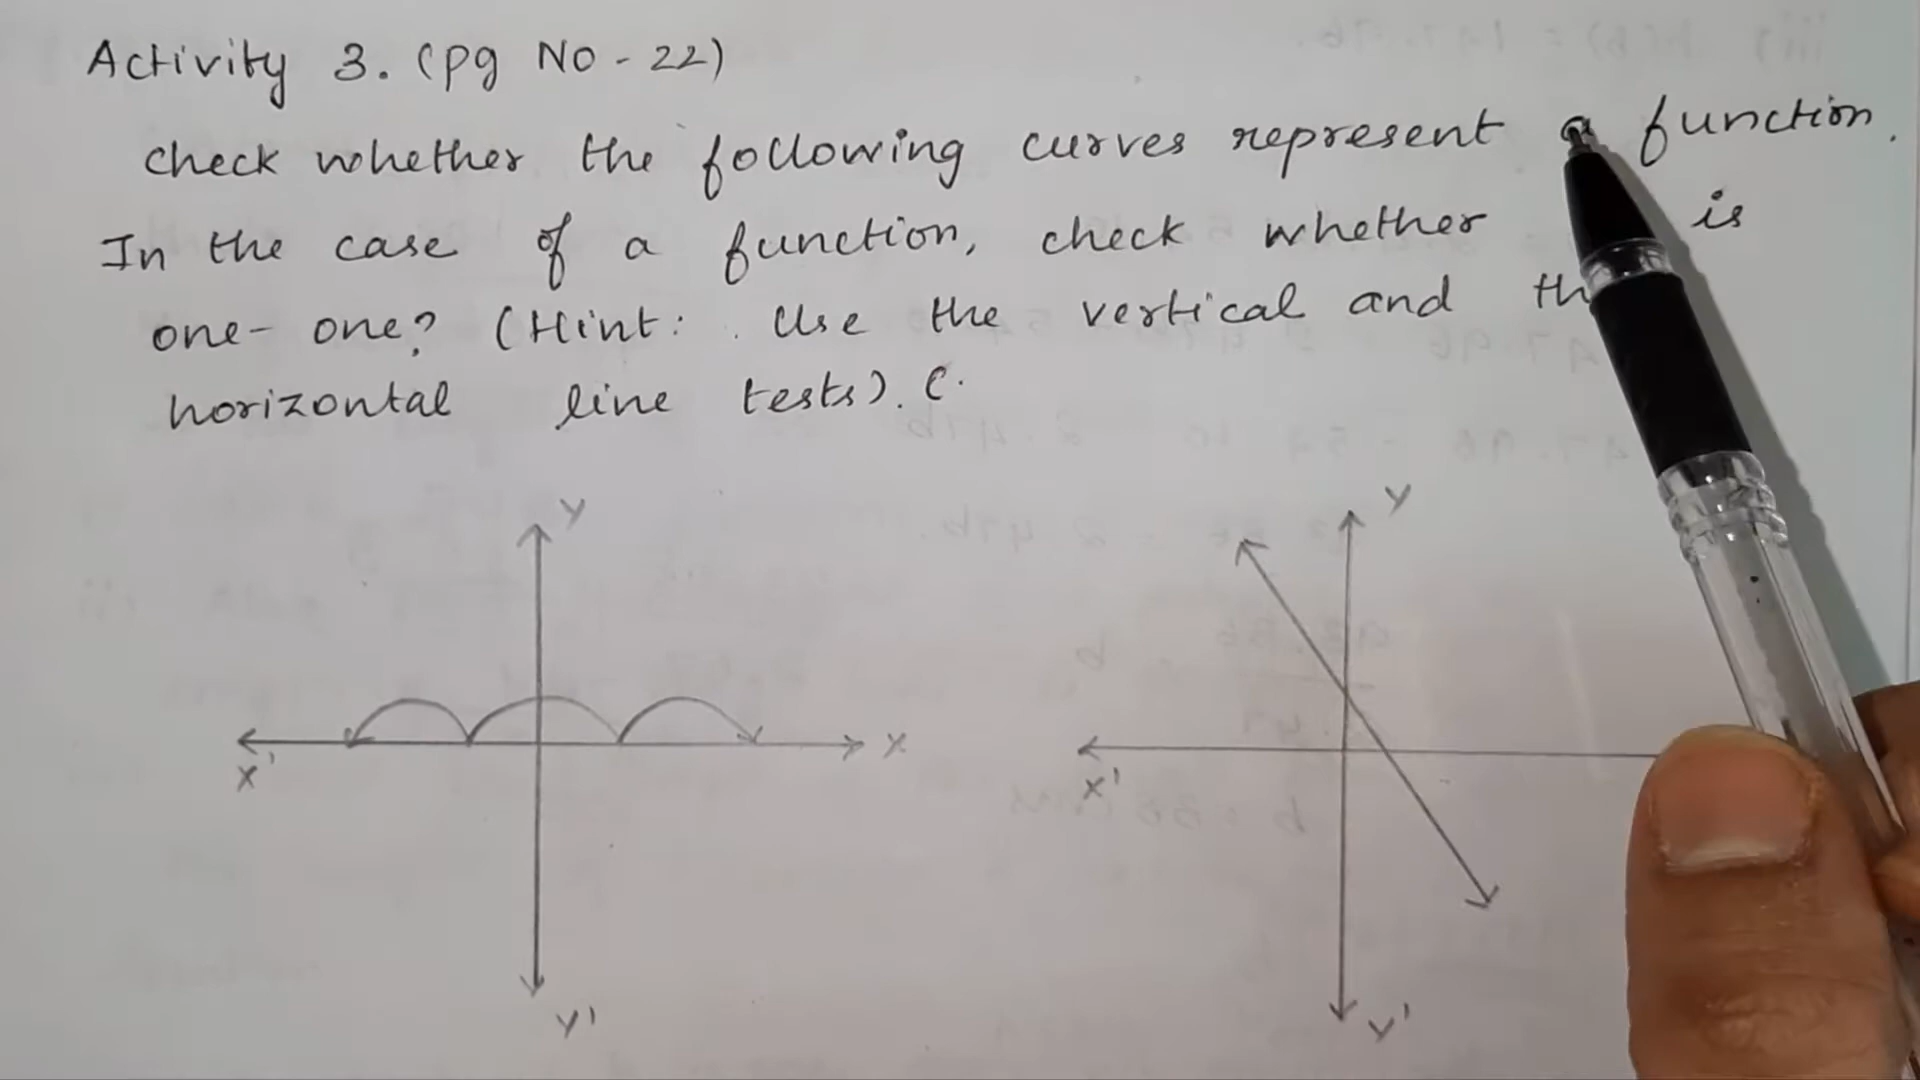 Activity 3. (pg No - 22)
check whether the following curves represent a function.
In the case of a function, check whether is
one-one? (Hint: Use the vertical and
horizontal line tests). (
Y
Y
X' X
X'
Y'
Y'